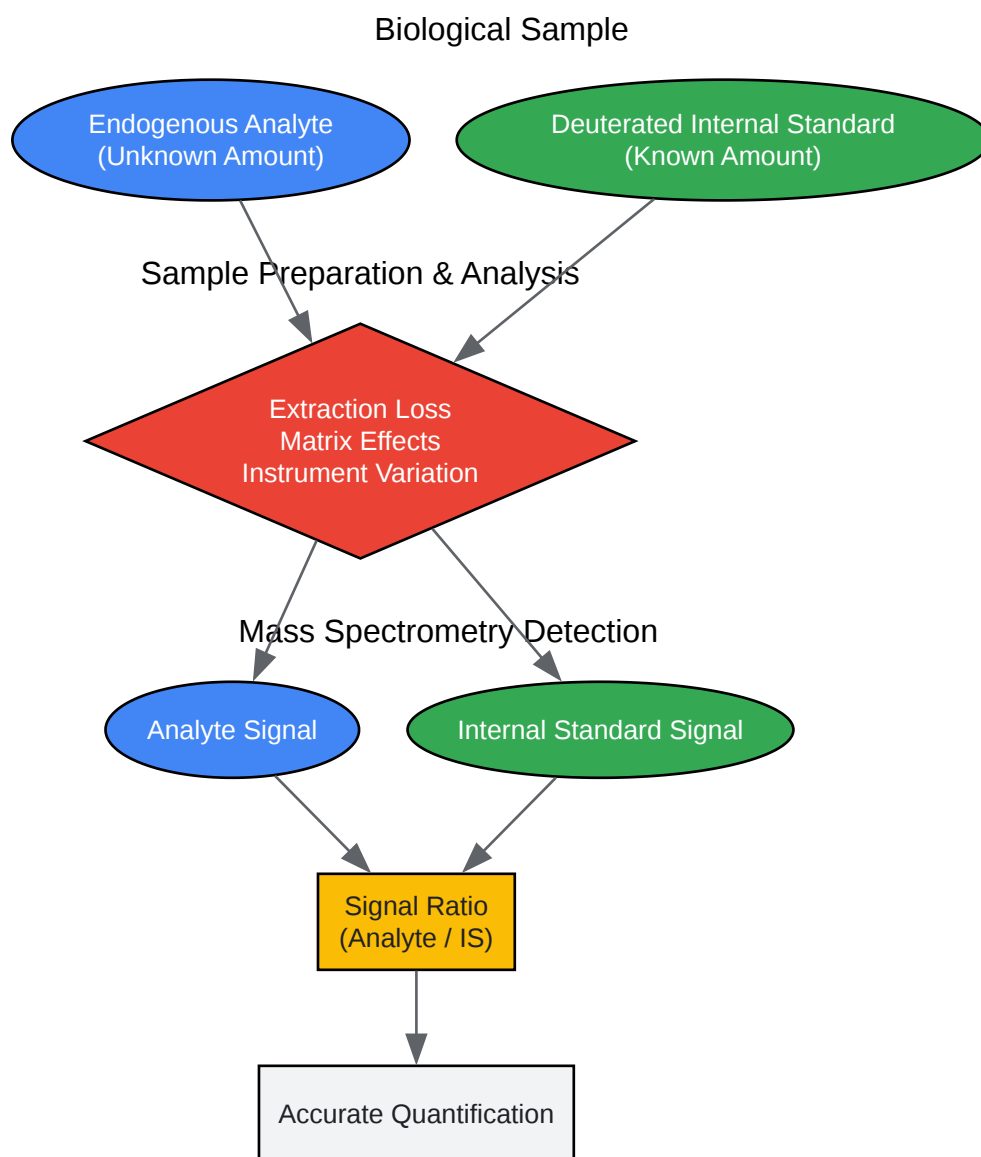 Biological Sample
Endogenous Analyte
(Unknown Amount)
Deuterated Internal Standard
(Known Amount)
Sample Preparation & Analysis
Extraction Loss
Matrix Effects
Instrument Variation
Mass Spectrometry Detection
Analyte Signal
Internal Standard Signal
Signal Ratio
(Analyte / IS)
Accurate Quantification